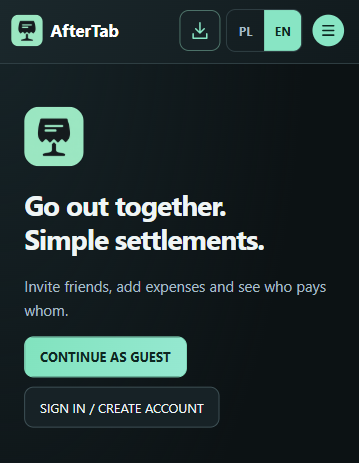 AfterTab
PL
EN
Go out together.
Simple settlements.
Invite friends, add expenses and see who pays
whom.
CONTINUE AS GUEST
SIGN IN / CREATE ACCOUNT